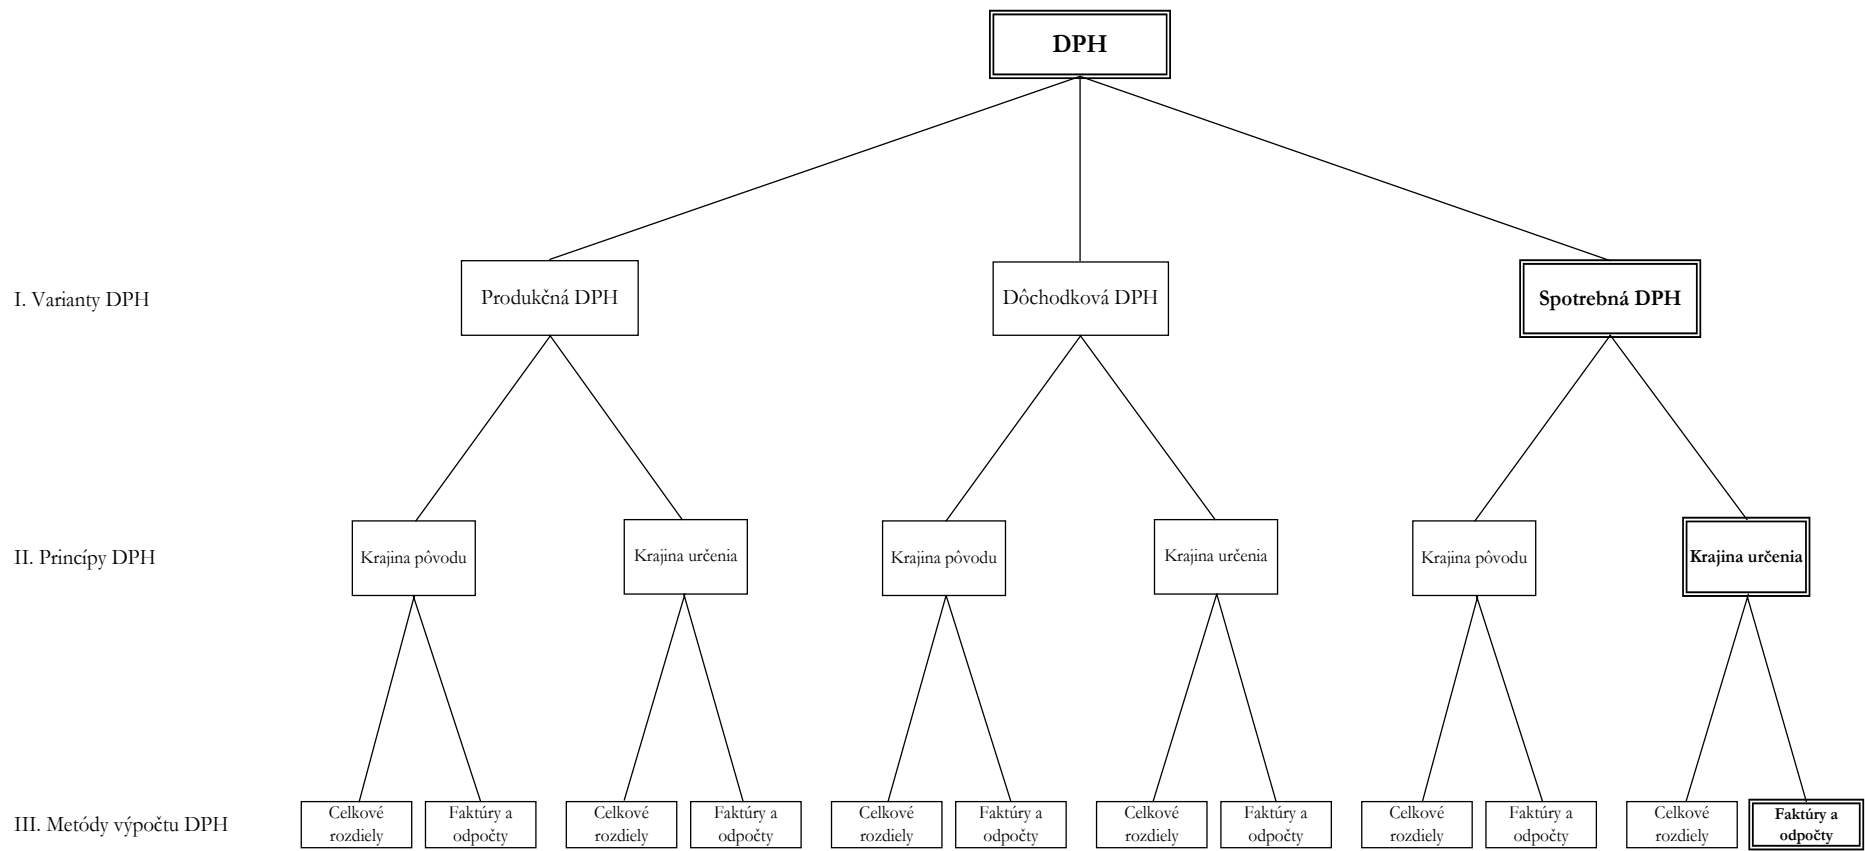 DPH
I. Varianty DPH
Produkčná DPH
Dôchodková DPH
Spotrebná DPH
II. Princípy DPH
Krajina pôvodu
Krajina určenia
Krajina pôvodu
Krajina určenia
Krajina pôvodu
Krajina určenia
III. Metódy výpočtu DPH
Celkové
rozdiely
Faktúry a
odpočty
Celkové
rozdiely
Faktúry a
odpočty
Celkové
rozdiely
Faktúry a
odpočty
Celkové
rozdiely
Faktúry a
odpočty
Celkové
rozdiely
Faktúry a
odpočty
Celkové
rozdiely
Faktúry a
odpočty